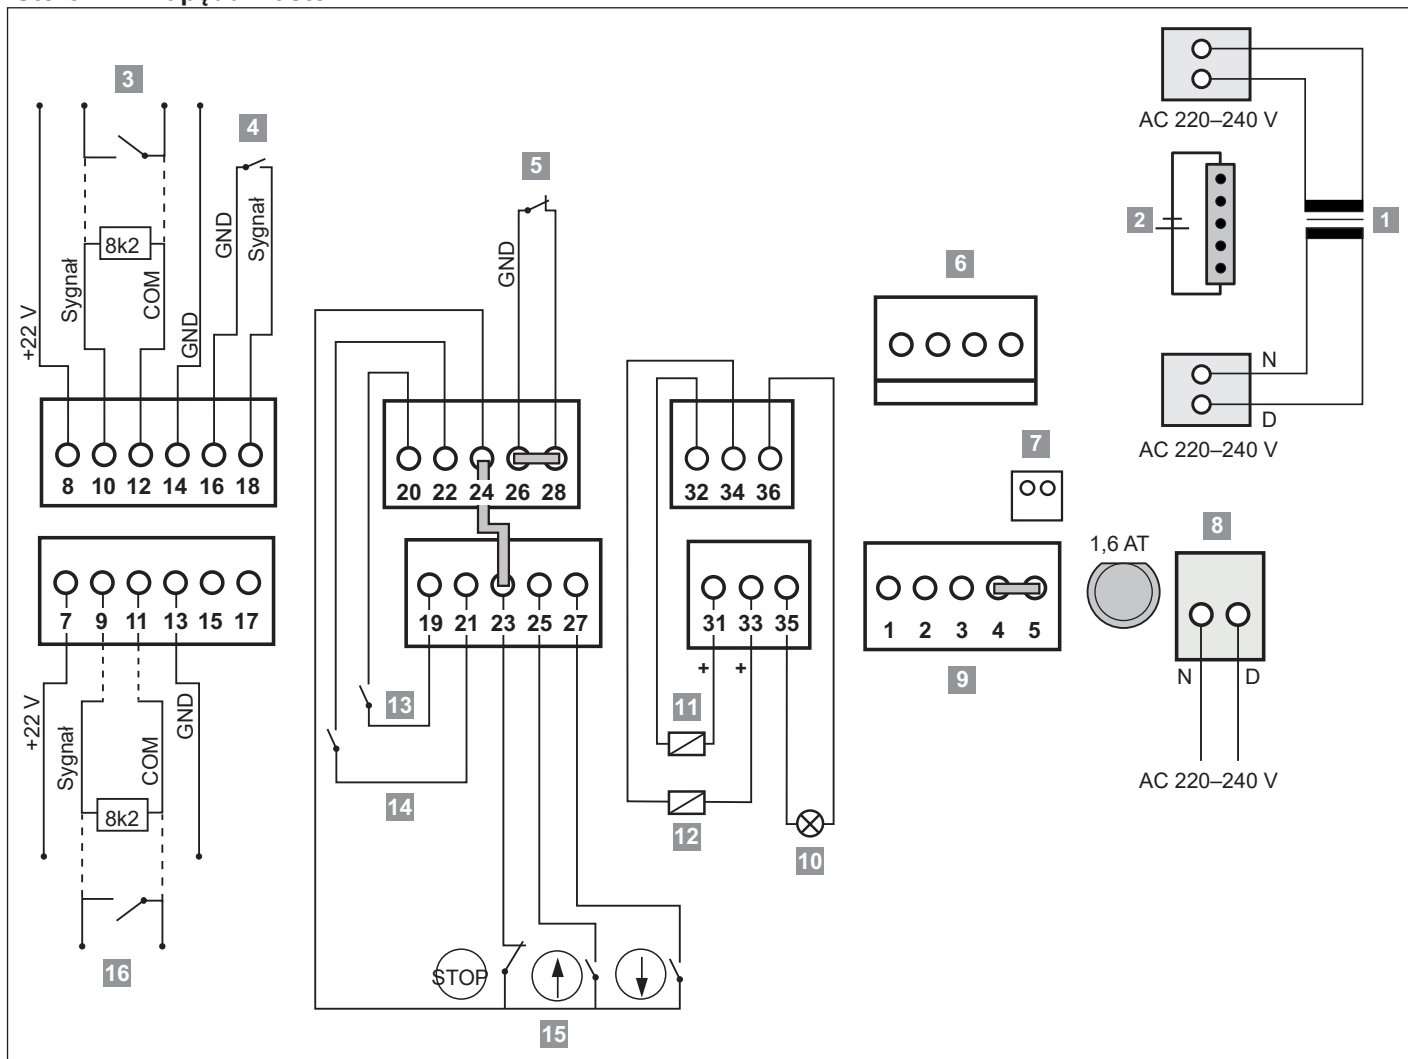 3
4
5
+22 V
Sygnał
8k2
COM
GND
GND
Sygnał
GND
8 10 12 14 16 18
7 9 11 13 15 17
+22 V
Sygnał
8k2
COM
GND
16
20 22 24 26 28
19 21 23 25 27
13
14
STOP
15
32 34 36
31 33 35
+ +
11
12
10
6
7
1 2 3 4 5
9
1,6 AT
AC 220–240 V
2
1
N
D
AC 220–240 V
8
N D
AC 220–240 V